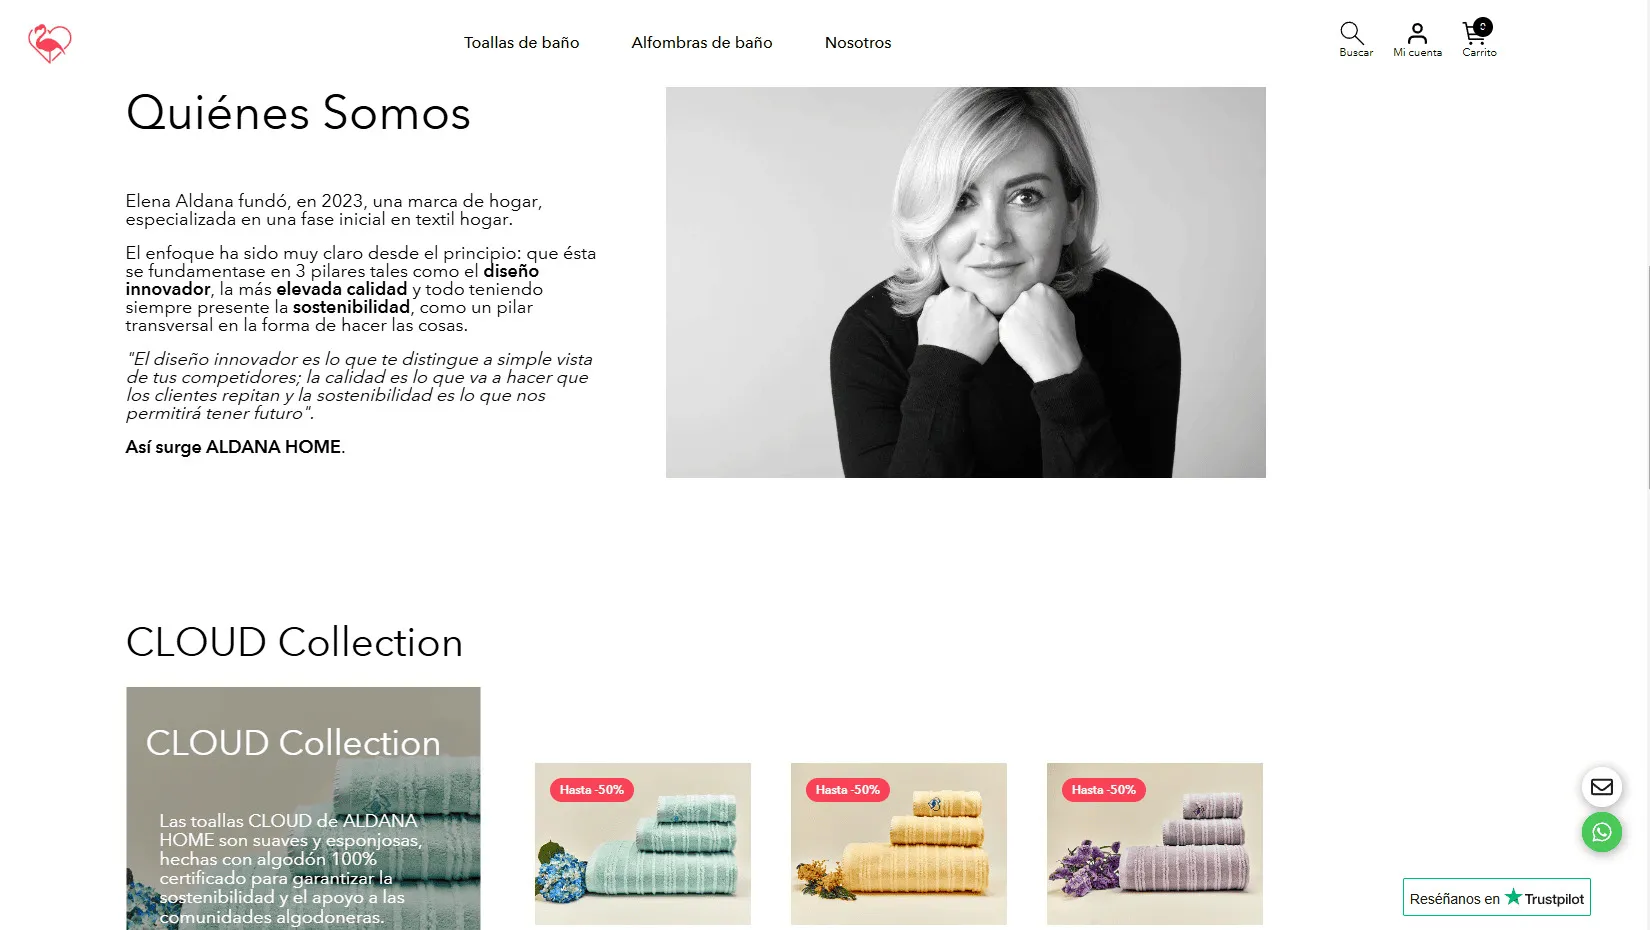 Toallas de baño
Alfombras de baño
Nosotros
Buscar
Mi cuenta
0
Carrito
Quiénes Somos
Elena Aldana fundó, en 2023, una marca de hogar,
especializada en una fase inicial en textil hogar.
El enfoque ha sido muy claro desde el principio: que ésta
se fundamentase en 3 pilares tales como el diseño
innovador, la más elevada calidad y todo teniendo
siempre presente la sostenibilidad, como un pilar
transversal en la forma de hacer las cosas.
"El diseño innovador es lo que te distingue a simple vista
de tus competidores; la calidad es lo que va a hacer que
los clientes repitan y la sostenibilidad es lo que nos
permitirá tener futuro".
Así surge ALDANA HOME.
CLOUD Collection
CLOUD Collection
Las toallas CLOUD de ALDANA
HOME son suaves y esponjosas,
hechas con algodón 100%
certificado para garantizar la
sostenibilidad y el apoyo a las
comunidades algodoneras.
Hasta -50%
Hasta -50%
Hasta -50%
Reséñanos en Trustpilot